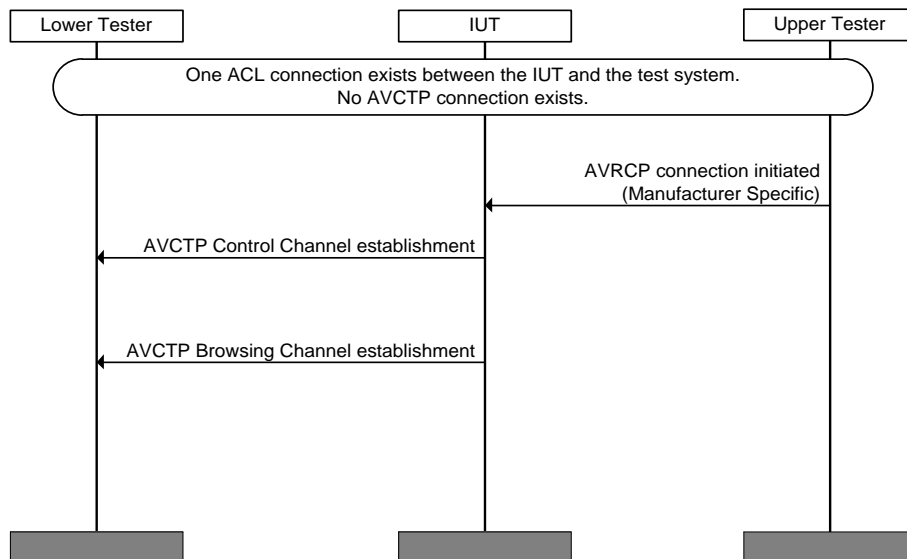 Lower Tester
IUT
Upper Tester
One ACL connection exists between the IUT and the test system.
No AVCTP connection exists.
AVRCP connection initiated
(Manufacturer Specific)
AVCTP Control Channel establishment
AVCTP Browsing Channel establishment